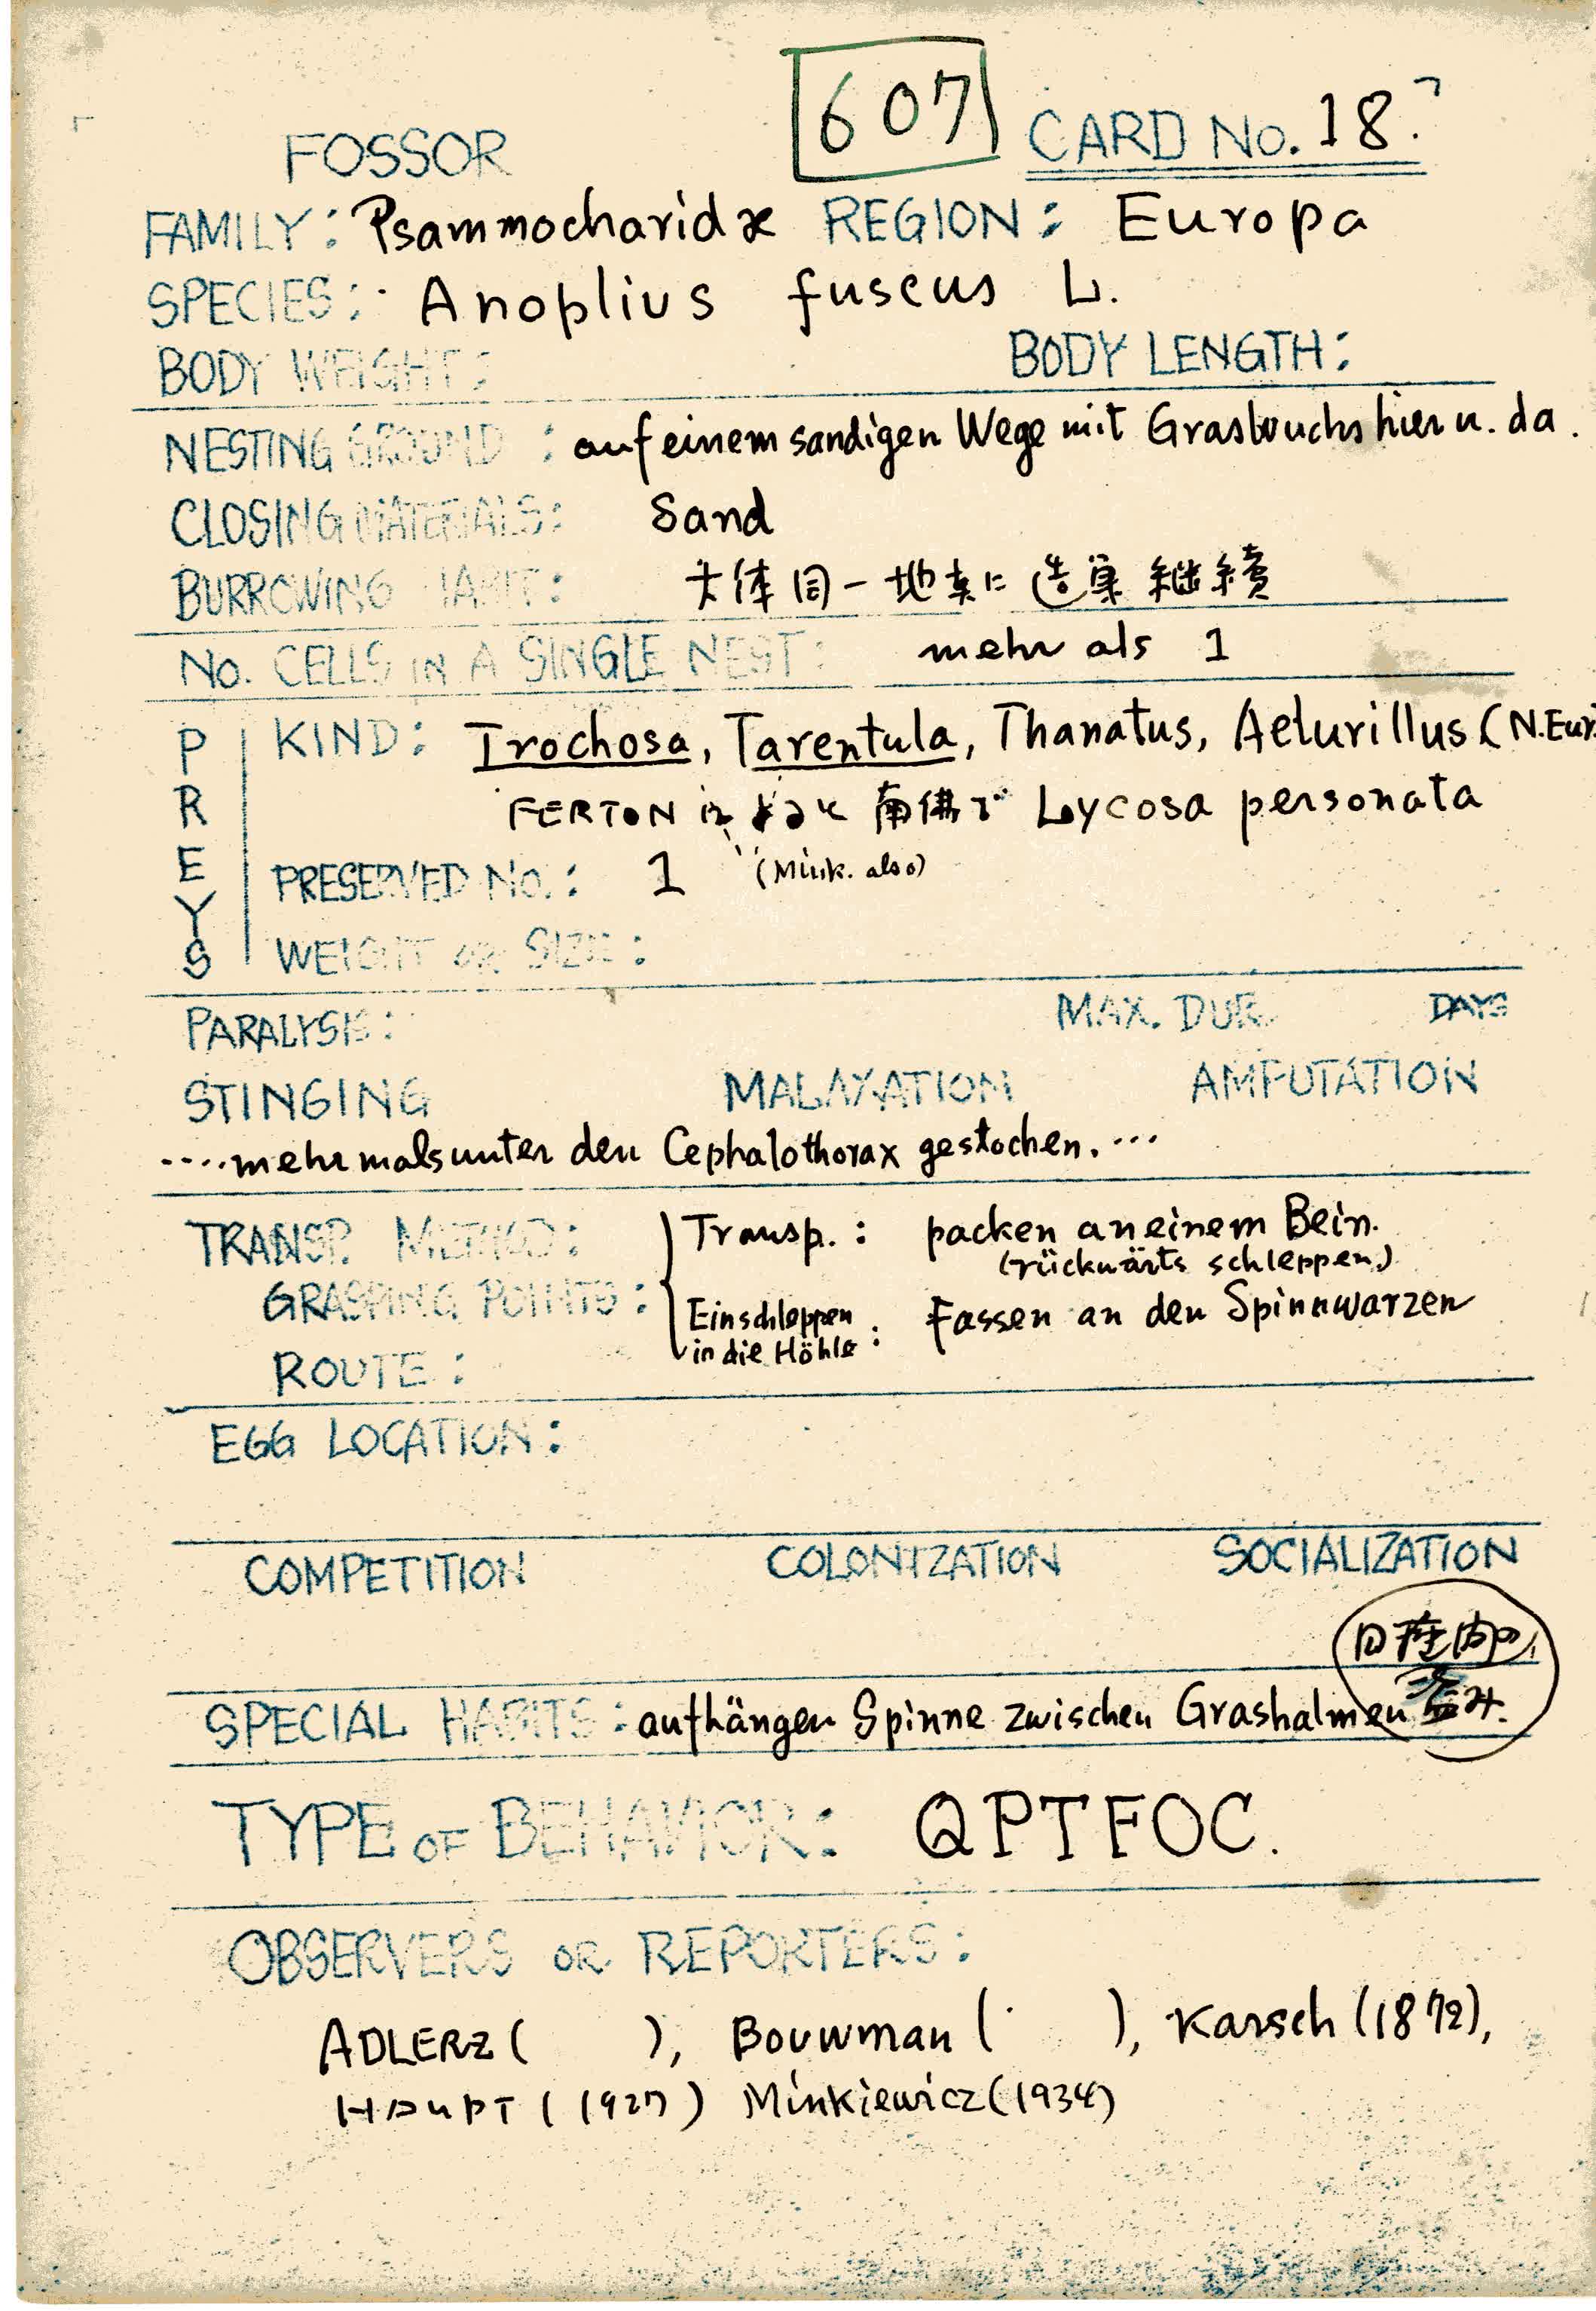 607 CARD No. 18.
FOSSOR
FAMILY: Psammocharidæ REGION: Europa
SPECIES: Anoplius fuscus L.
BODY WEIGHT: BODY LENGTH:
NESTING GROUND: auf einem sandigen Wege mit Grasbuchs hier u. da.
CLOSING MATERIALS: Sand
BURROWING HABIT: 大体同一地点に造巣継續
No. CELLS IN A SINGLE NEST: mehr als 1
PREYS
KIND: Trochosa, Tarentula, Thanatus, Aelurillus (N.Eur.
FERTON によると南佛で Lycosa personata
PRESERVED No.: 1 (Mink. also)
WEIGHT OR SIZE:
PARALYSIS: MAX. DUR. DAYS
STINGING MALAXATION AMPUTATION
....mehrmals unter den Cephalothorax gestochen. ...
TRANSP. METHOD: Transp.: packen an einem Bein.
(rückwärts schleppen)
GRASPING POINTS: Einschleppen in die Höhle: Fassen an den Spinnwarzen
ROUTE:
EGG LOCATION:
COMPETITION COLONIZATION SOCIALIZATION
SPECIAL HABITS: aufhängen Spinne zwischen Grashalmen
TYPE OF BEHAVIOR: QPTFOC.
OBSERVERS OR REPORTERS:
ADLERZ ( ), Bouwman ( ), Karsch (1872),
HAUPT (1927) Minkiewicz (1934)